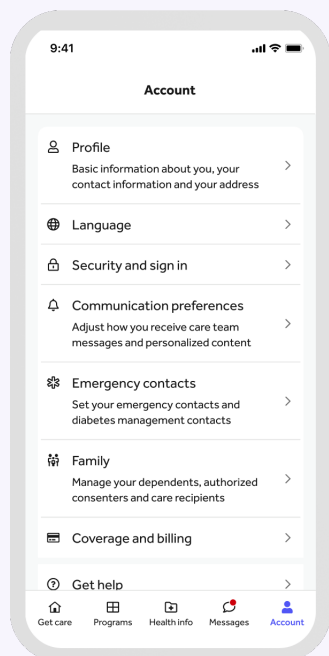 9:41
Account
Profile
Basic information about you, your
contact information and your address
Language
Security and sign in
Communication preferences
Adjust how you receive care team
messages and personalized content
Emergency contacts
Set your emergency contacts and
diabetes management contacts
Family
Manage your dependents, authorized
consenters and care recipients
Coverage and billing
Get help
Get care Programs Health info Messages Account